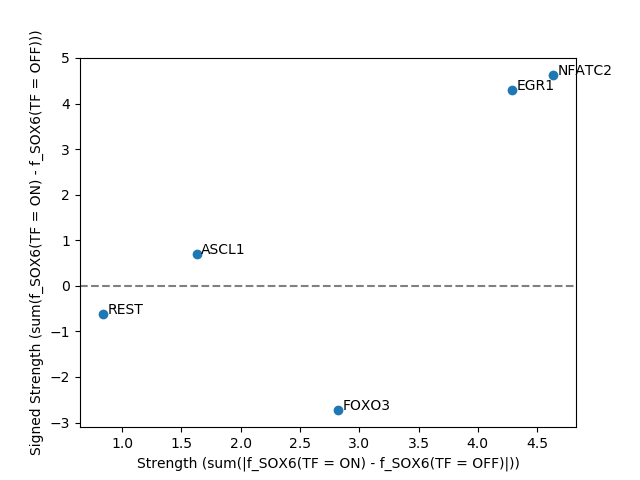 Signed Strength (sum(f_SOX6(TF = ON) - f_SOX6(TF = OFF)))
5
4
3
2
1
0
−1
−2
−3
NFATC2
EGR1
ASCL1
REST
FOXO3
1.0 1.5 2.0 2.5 3.0 3.5 4.0 4.5
Strength (sum(|f_SOX6(TF = ON) - f_SOX6(TF = OFF)|))